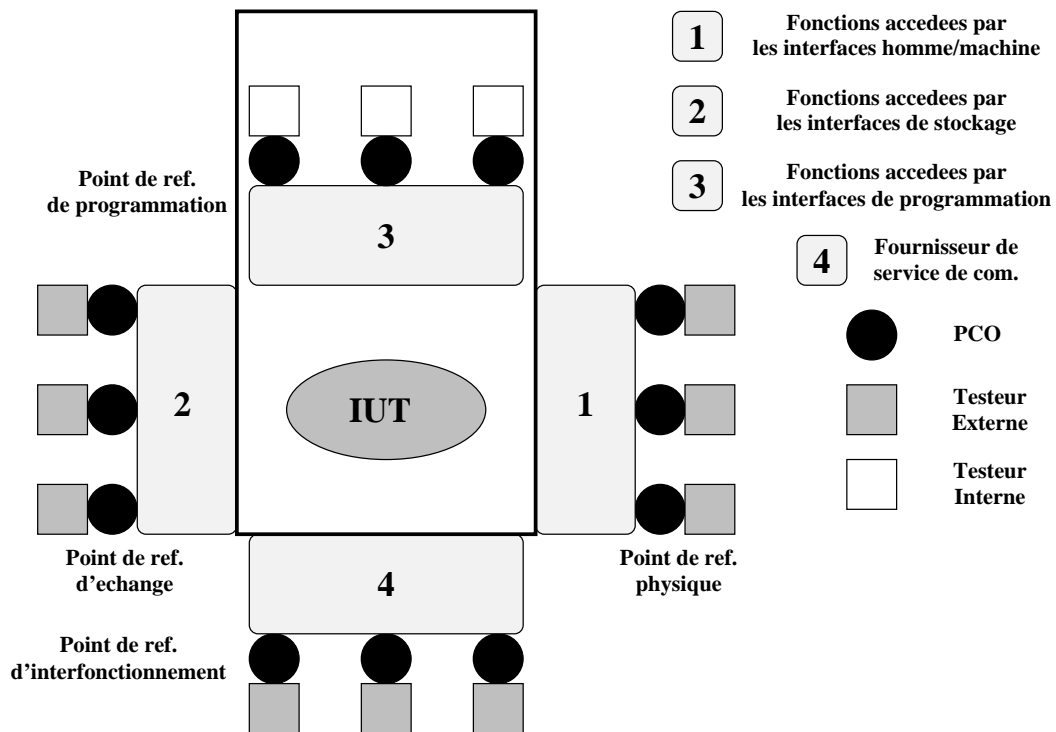 1
Fonctions accedees par
les interfaces homme/machine
2
Fonctions accedees par
les interfaces de stockage
3
Fonctions accedees par
les interfaces de programmation
4
Fournisseur de
service de com.
PCO
Testeur
Externe
Testeur
Interne
Point de ref.
de programmation
3
2
IUT
1
Point de ref.
d'echange
4
Point de ref.
physique
Point de ref.
d'interfonctionnement